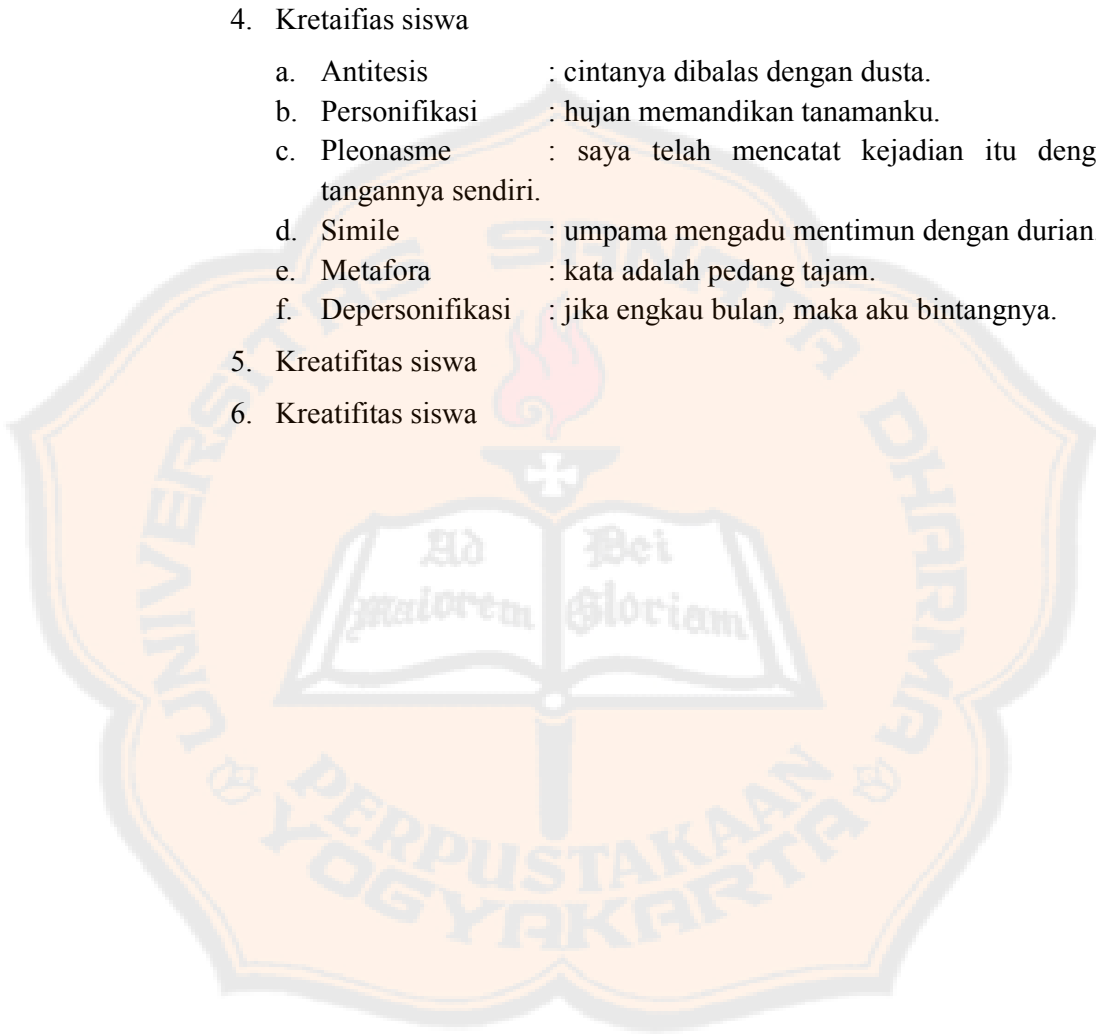 4. Kretaifias siswa
a. Antitesis : cintanya dibalas dengan dusta.
b. Personifikasi : hujan memandikan tanamanku.
c. Pleonasme : saya telah mencatat kejadian itu deng
tangannya sendiri.
d. Simile : umpama mengadu mentimun dengan durian.
e. Metafora : kata adalah pedang tajam.
f. Depersonifikasi : jika engkau bulan, maka aku bintangnya.
5. Kreatifitas siswa
6. Kreatifitas siswa
UNIVERSITAS SANATA DHARMA
Ad Dei
Maiorem Gloriam
PERPUSTAKAAN
YOGYAKARTA